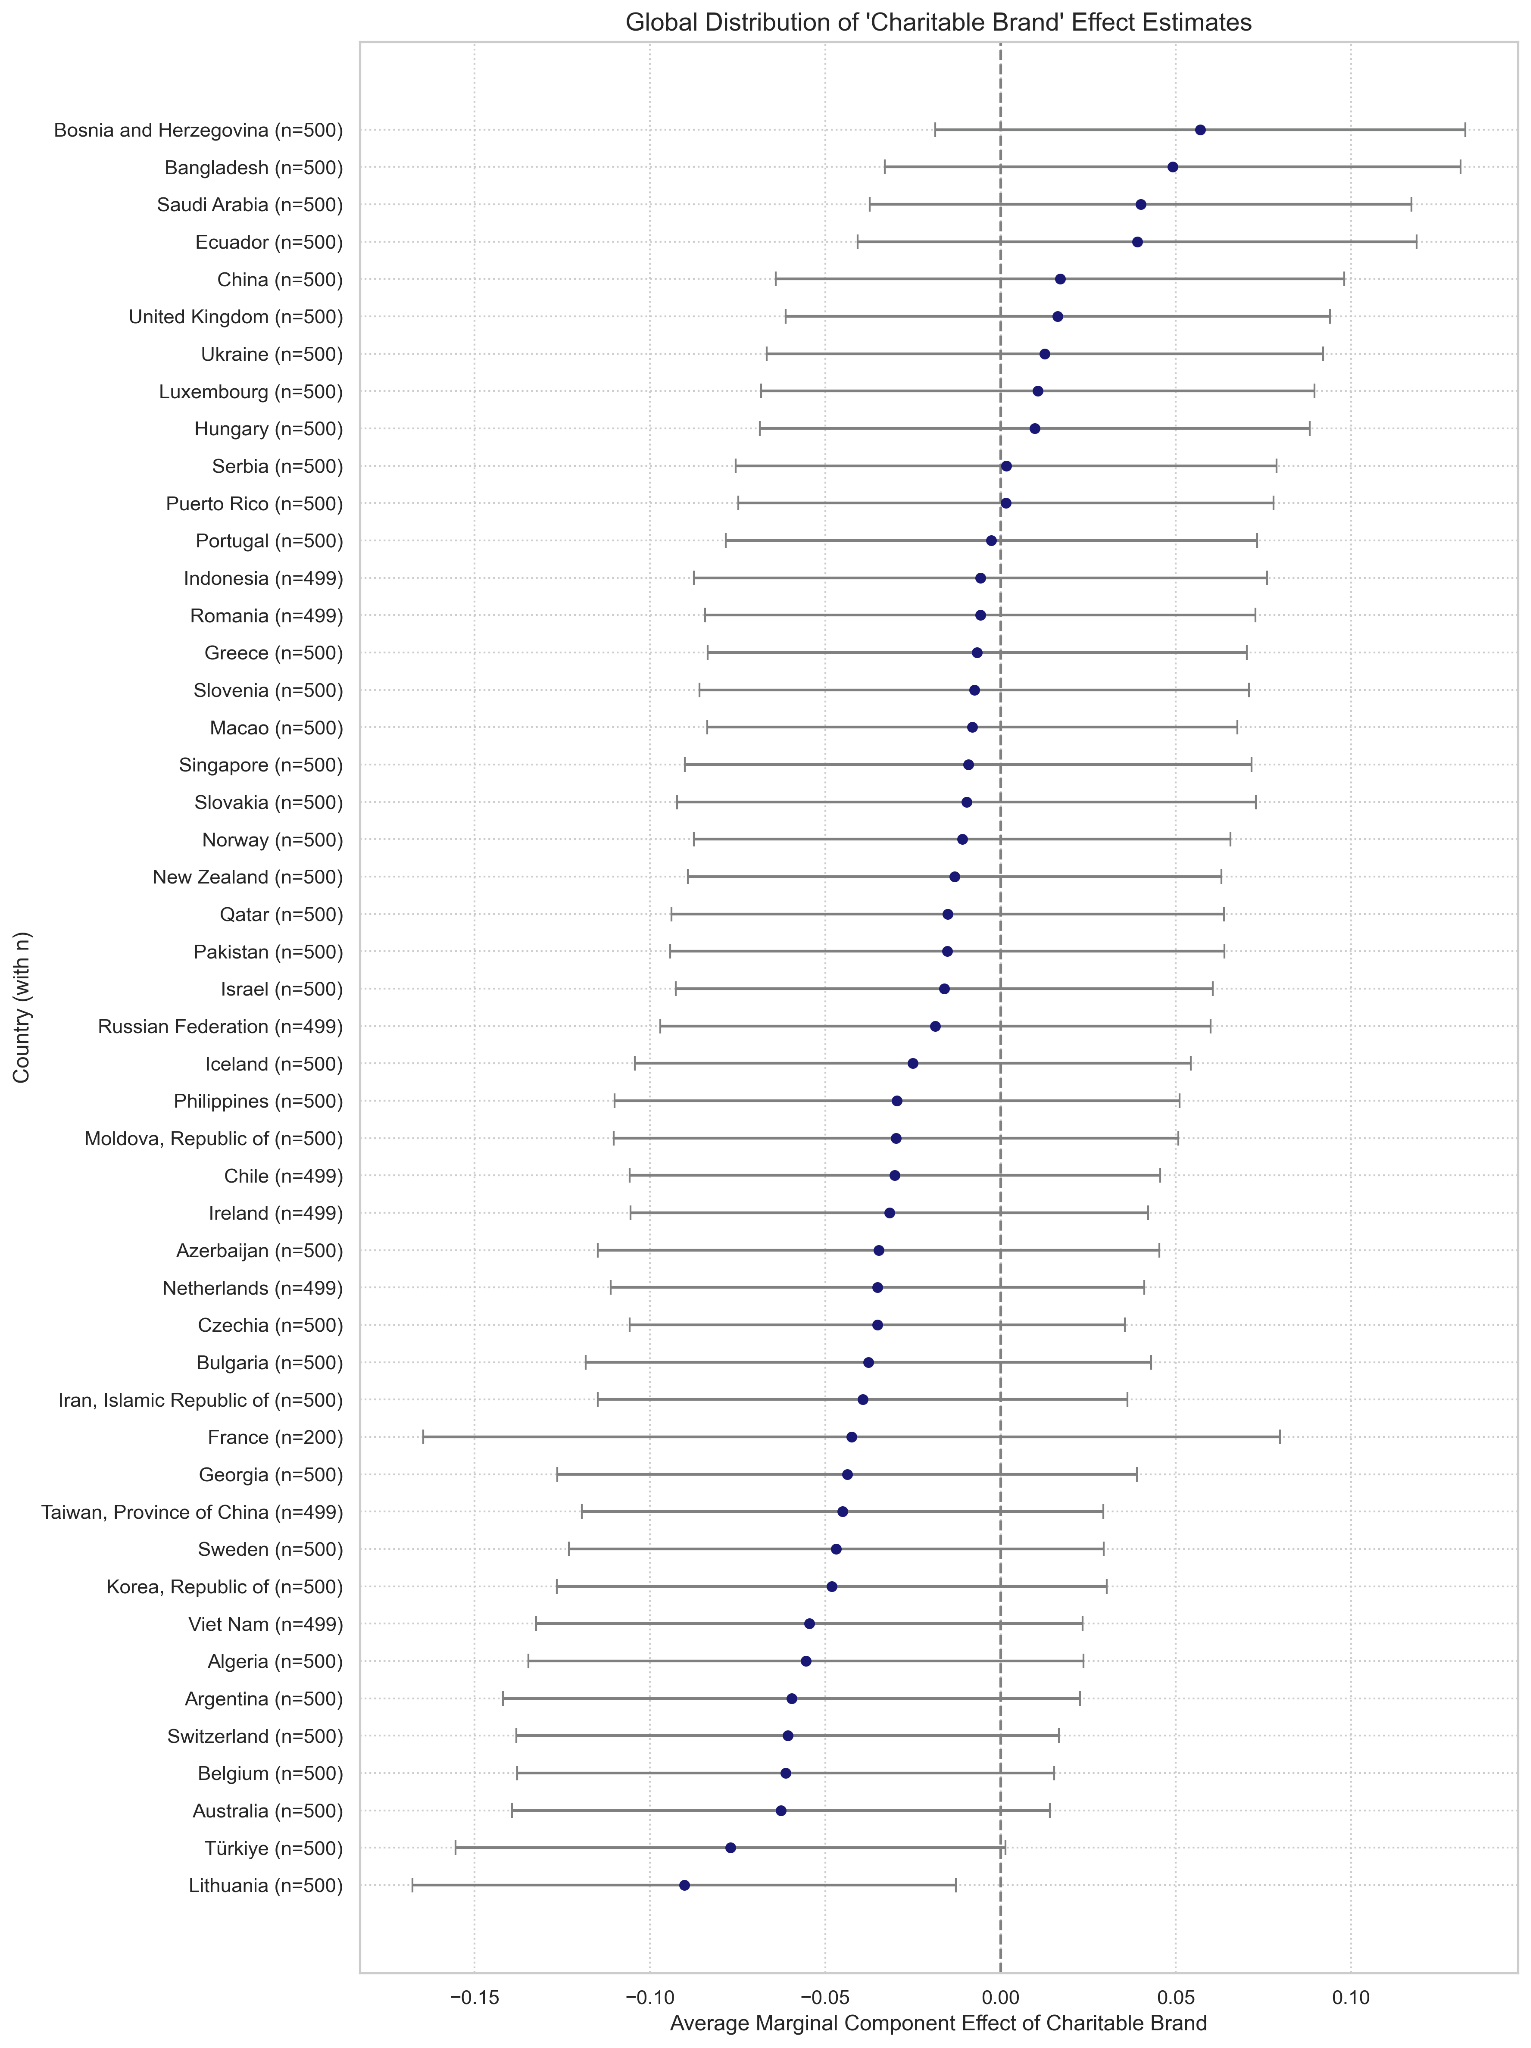 Global Distribution of 'Charitable Brand' Effect Estimates
Country (with n)
Bosnia and Herzegovina (n=500)
Bangladesh (n=500)
Saudi Arabia (n=500)
Ecuador (n=500)
China (n=500)
United Kingdom (n=500)
Ukraine (n=500)
Luxembourg (n=500)
Hungary (n=500)
Serbia (n=500)
Puerto Rico (n=500)
Portugal (n=500)
Indonesia (n=499)
Romania (n=499)
Greece (n=500)
Slovenia (n=500)
Macao (n=500)
Singapore (n=500)
Slovakia (n=500)
Norway (n=500)
New Zealand (n=500)
Qatar (n=500)
Pakistan (n=500)
Israel (n=500)
Russian Federation (n=499)
Iceland (n=500)
Philippines (n=500)
Moldova, Republic of (n=500)
Chile (n=499)
Ireland (n=499)
Azerbaijan (n=500)
Netherlands (n=499)
Czechia (n=500)
Bulgaria (n=500)
Iran, Islamic Republic of (n=500)
France (n=200)
Georgia (n=500)
Taiwan, Province of China (n=499)
Sweden (n=500)
Korea, Republic of (n=500)
Viet Nam (n=499)
Algeria (n=500)
Argentina (n=500)
Switzerland (n=500)
Belgium (n=500)
Australia (n=500)
Türkiye (n=500)
Lithuania (n=500)
−0.15 −0.10 −0.05 0.00 0.05 0.10
Average Marginal Component Effect of Charitable Brand